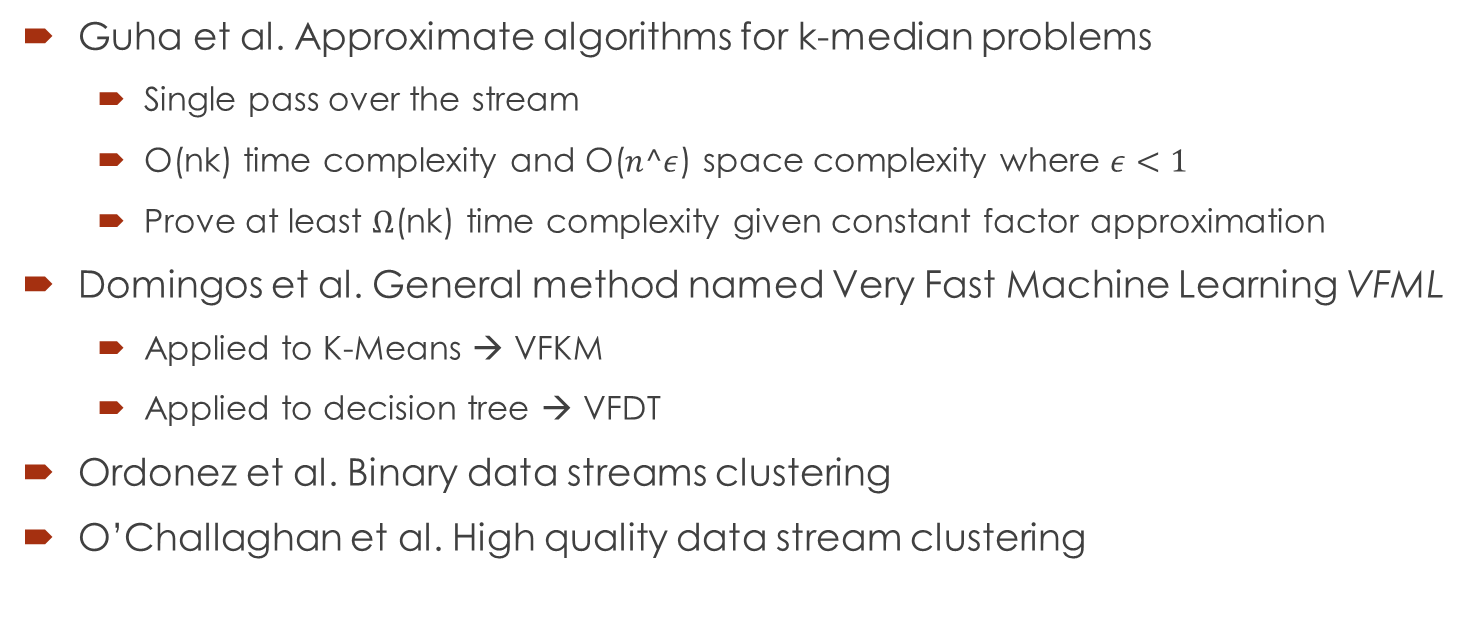 Guha et al. Approximate algorithms for k-median problems
Single pass over the stream
O(nk) time complexity and O(n^ϵ) space complexity where ϵ < 1
Prove at least Ω(nk) time complexity given constant factor approximation
Domingos et al. General method named Very Fast Machine Learning VFML
Applied to K-Means → VFKM
Applied to decision tree → VFDT
Ordonez et al. Binary data streams clustering
O’Challaghan et al. High quality data stream clustering